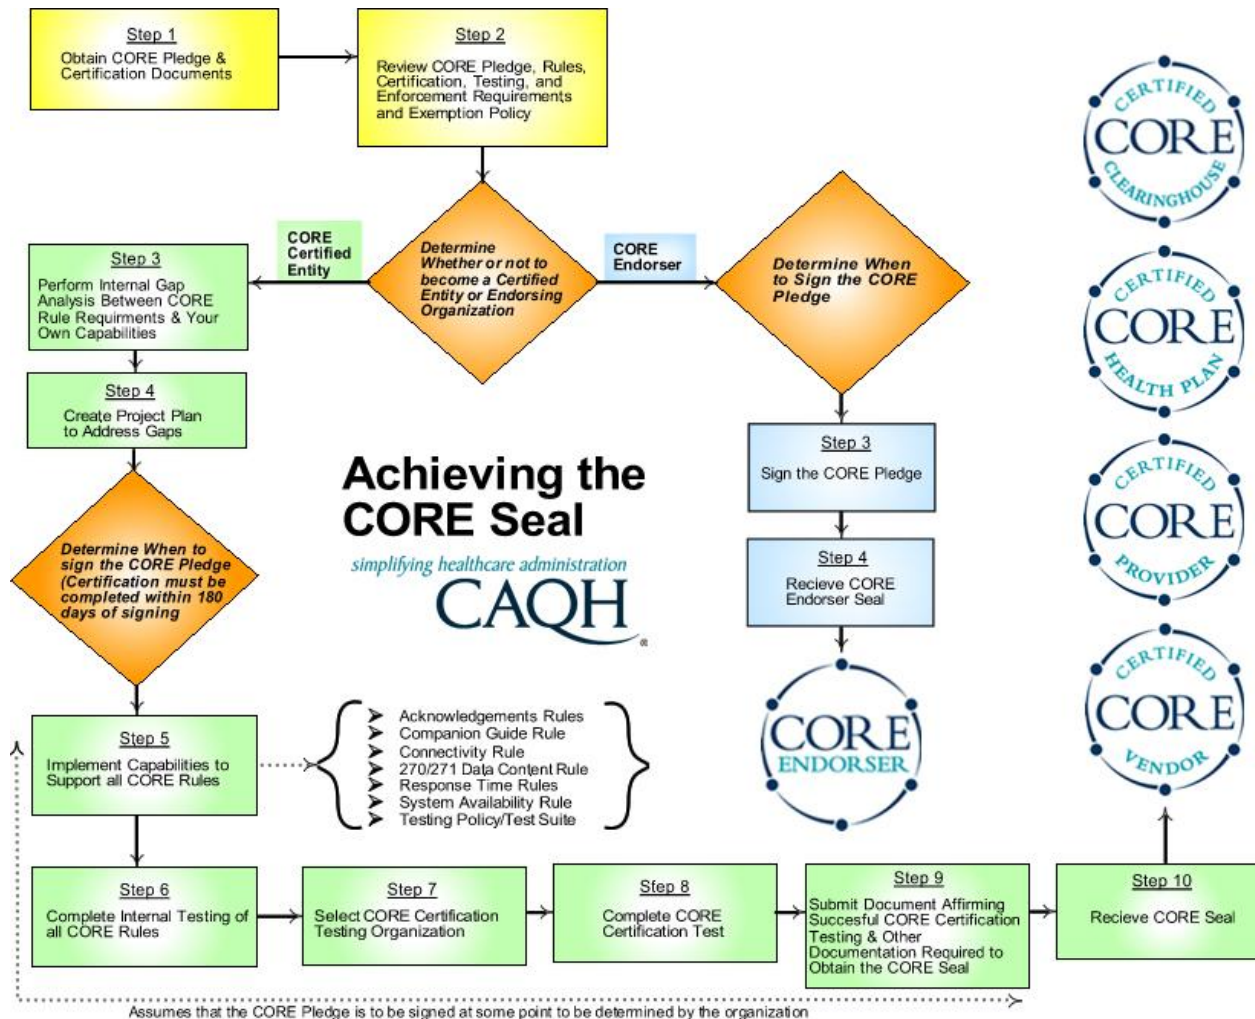 Step 1
Obtain CORE Pledge &
Certification Documents
Step 2
Review CORE Pledge, Rules,
Certification, Testing, and
Enforcement Requirements
and Exemption Policy
Determine
Whether or not to
become a Certified
Entity or Endorsing
Organization
CORE
Certified
Entity
CORE
Endorser
Determine When
to Sign the CORE
Pledge
Step 3
Perform Internal Gap
Analysis Between CORE
Rule Requirments & Your
Own Capabilities
Step 4
Create Project Plan
to Address Gaps
Determine When to
sign the CORE Pledge
(Certification must be
completed within 180
days of signing
Step 3
Sign the CORE Pledge
Step 4
Recieve CORE
Endorser Seal
CORE
ENDORSER
Achieving the
CORE Seal
simplifying healthcare administration
CAQH
®
Step 5
Implement Capabilities to
Support all CORE Rules
Acknowledgements Rules
Companion Guide Rule
Connectivity Rule
270/271 Data Content Rule
Response Time Rules
System Availability Rule
Testing Policy/Test Suite
Step 6
Complete Internal Testing of
all CORE Rules
Step 7
Select CORE Certification
Testing Organization
Step 8
Complete CORE
Certification Test
Step 9
Submit Document Affirming
Succesful CORE Certification
Testing & Other
Documentation Required to
Obtain the CORE Seal
Step 10
Recieve CORE Seal
CERTIFIED
CORE
CLEARINGHOUSE
CERTIFIED
CORE
HEALTH PLAN
CERTIFIED
CORE
PROVIDER
CERTIFIED
CORE
VENDOR
Assumes that the CORE Pledge is to be signed at some point to be determined by the organization